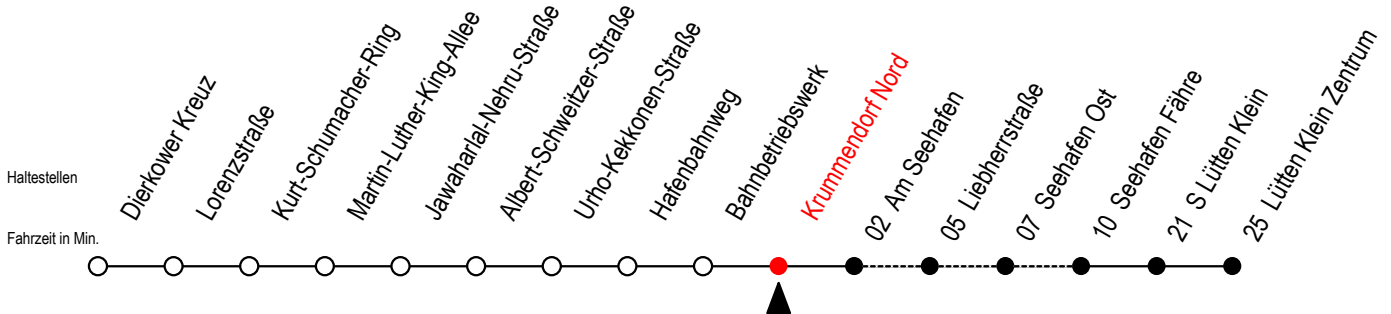 Haltestellen
Fahrzeit in Min.
Dierkower Kreuz
Lorenzstraße
Kurt-Schumacher-Ring
Martin-Luther-King-Allee
Jawaharlal-Nehru-Straße
Albert-Schweitzer-Straße
Urho-Kekkonen-Straße
Hafenbahnweg
Bahnbetriebswerk
Krummendorf Nord
02 Am Seehafen
05 Liebherrstraße
07 Seehafen Ost
10 Seehafen Fähre
21 S Lütten Klein
25 Lütten Klein Zentrum